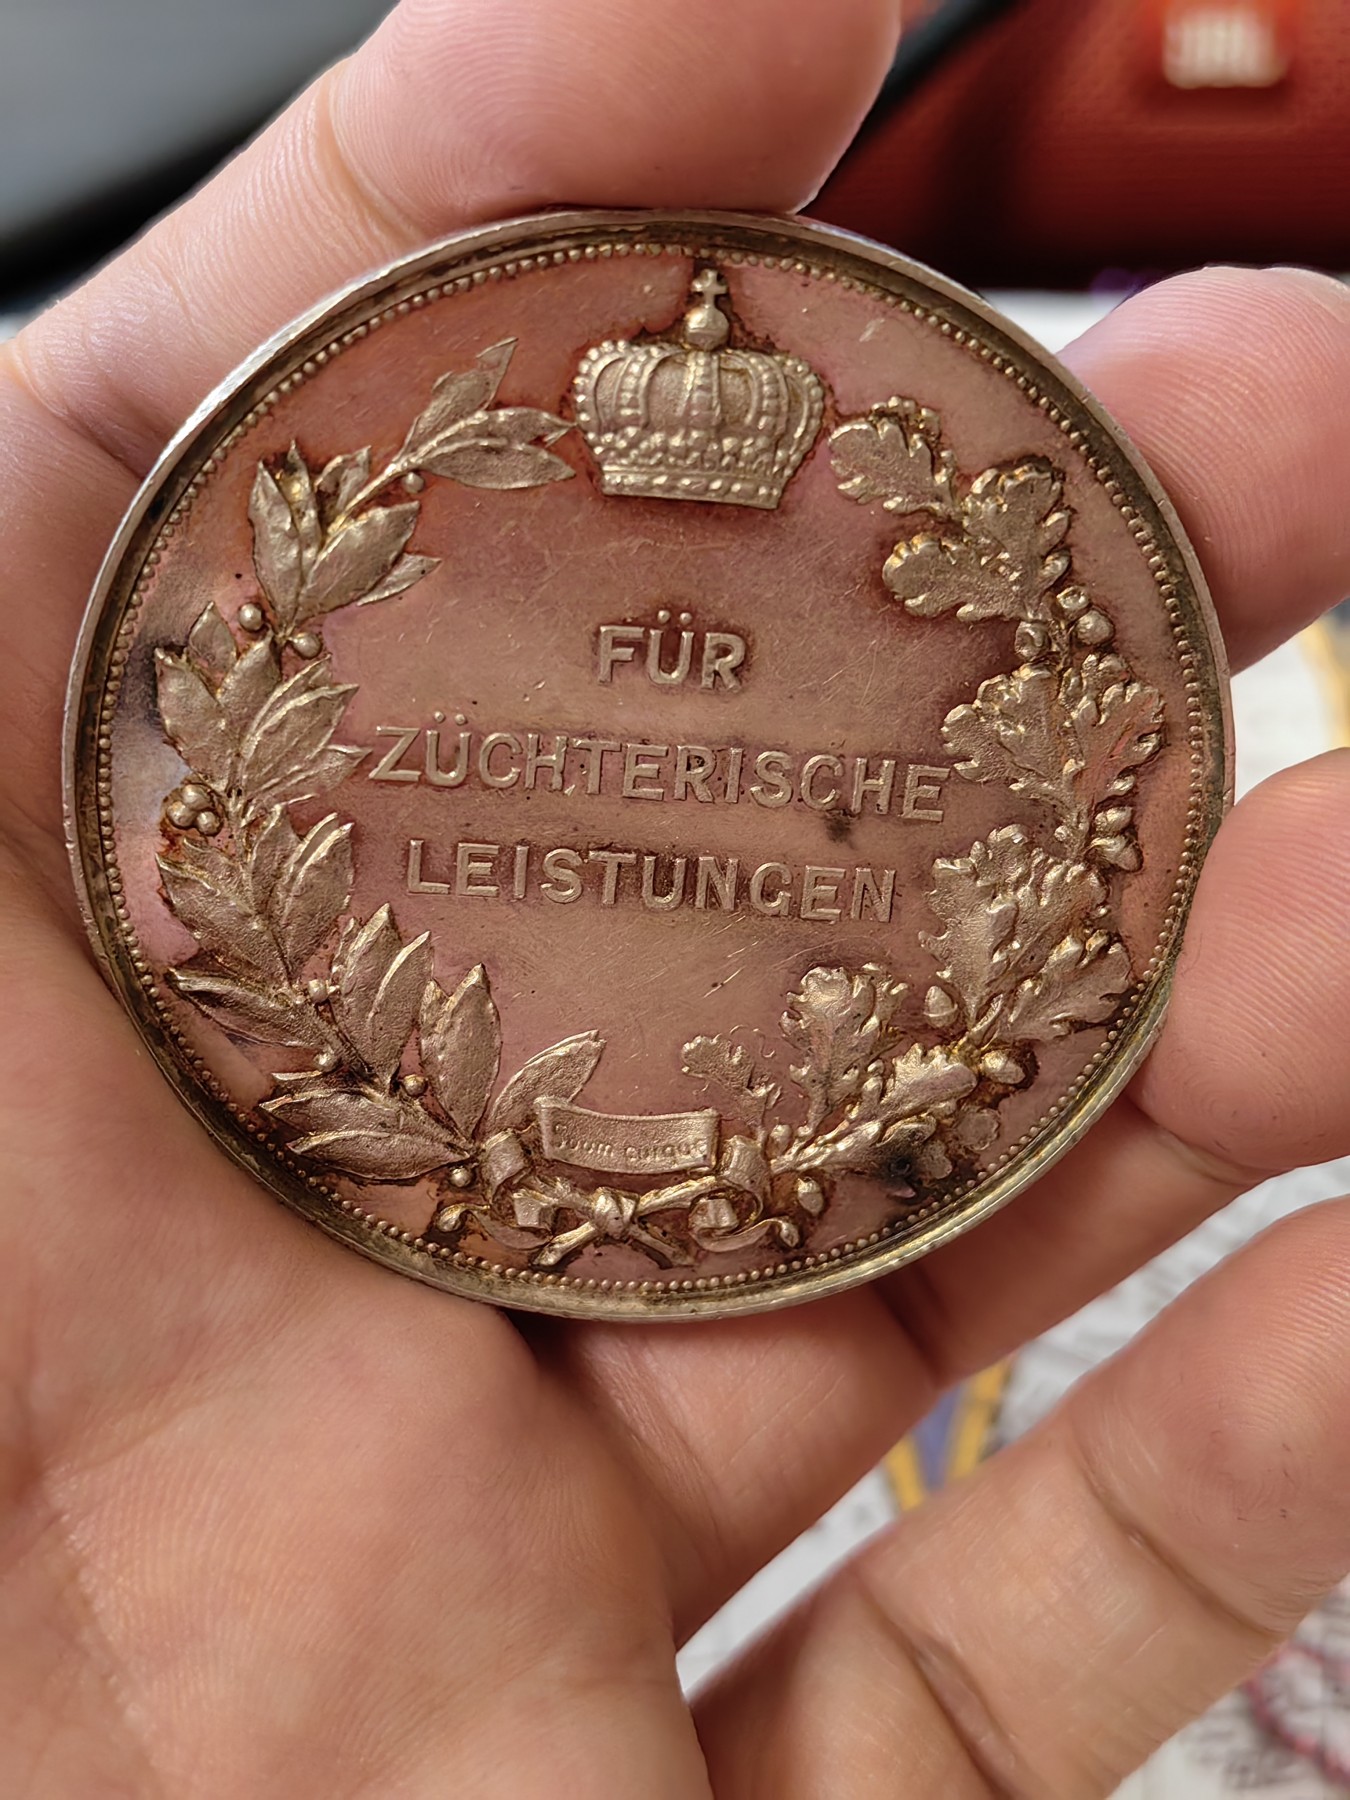 FÜR
ZÜCHTERISCHE
LEISTUNGEN
Suum cuique